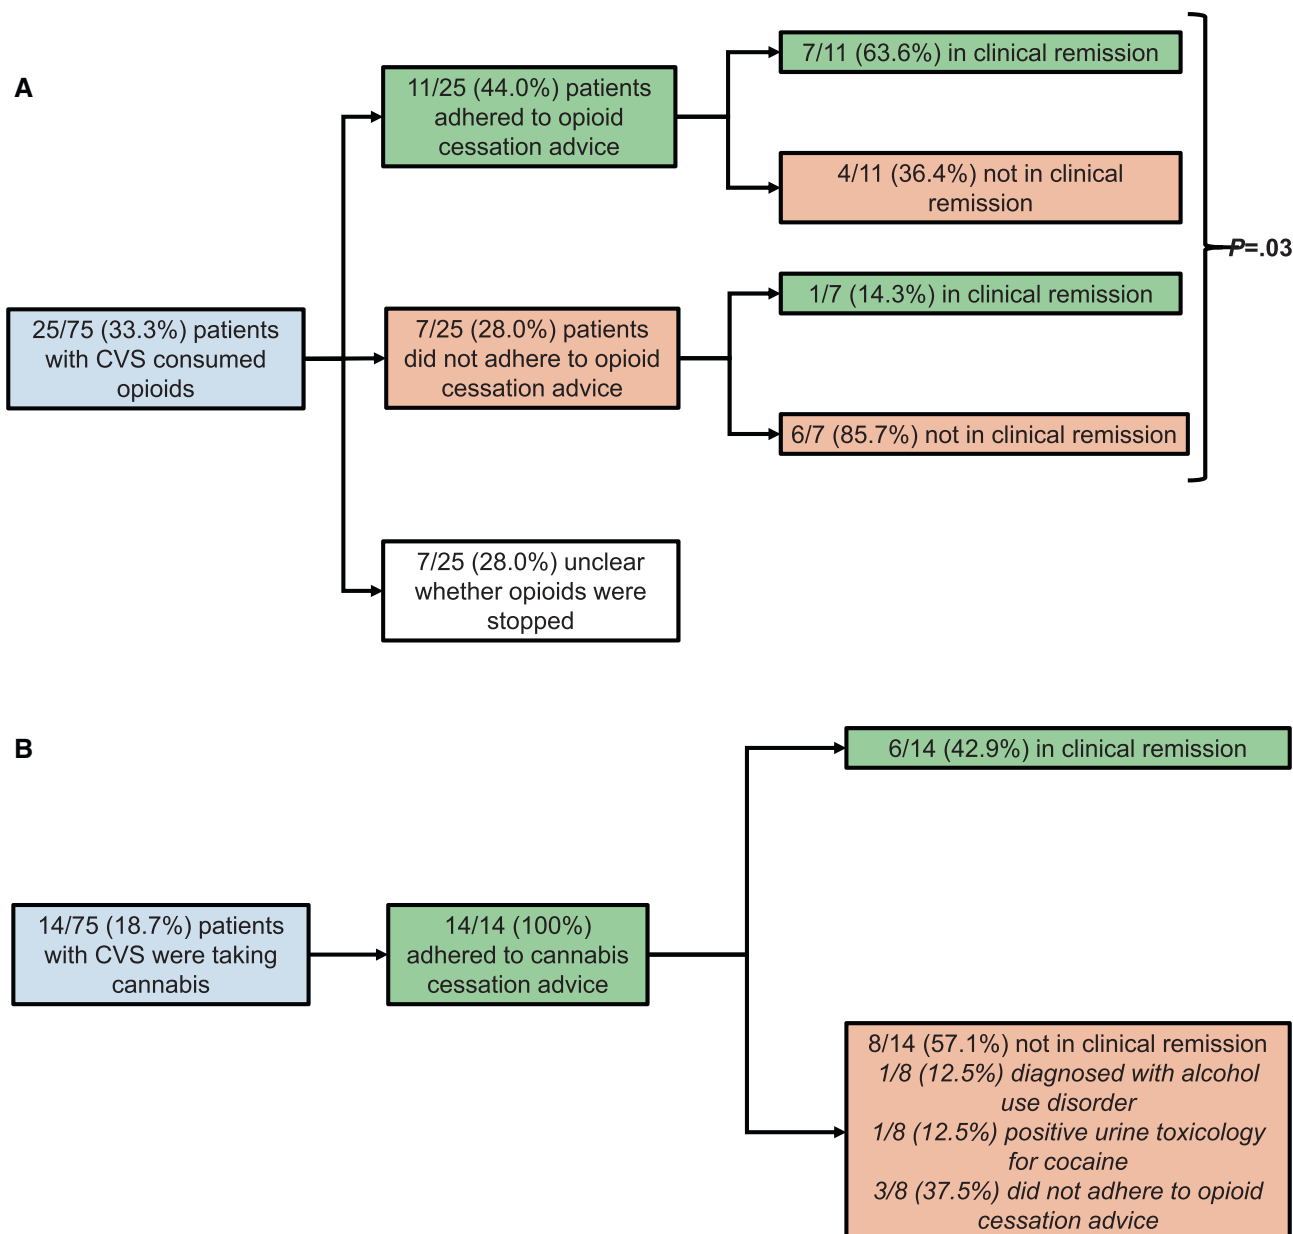 A
25/75 (33.3%) patients
with CVS consumed
opioids
11/25 (44.0%) patients
adhered to opioid
cessation advice
7/25 (28.0%) patients
did not adhere to opioid
cessation advice
7/25 (28.0%) unclear
whether opioids were
stopped
7/11 (63.6%) in clinical remission
4/11 (36.4%) not in clinical
remission
1/7 (14.3%) in clinical remission
6/7 (85.7%) not in clinical remission
P=.03
B
14/75 (18.7%) patients
with CVS were taking
cannabis
14/14 (100%)
adhered to cannabis
cessation advice
6/14 (42.9%) in clinical remission
8/14 (57.1%) not in clinical remission
1/8 (12.5%) diagnosed with alcohol
use disorder
1/8 (12.5%) positive urine toxicology
for cocaine
3/8 (37.5%) did not adhere to opioid
cessation advice